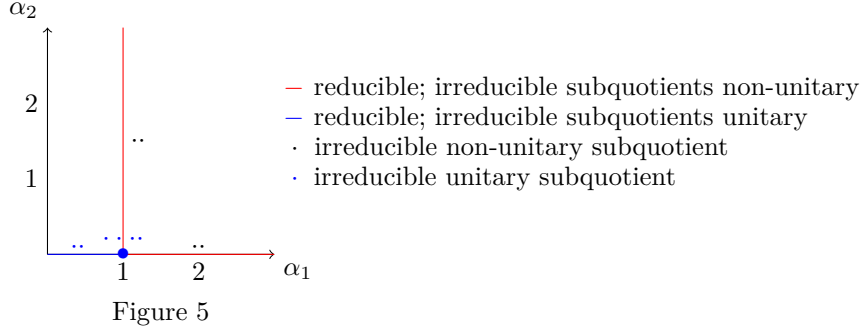 α₂
2
1
1 2 α₁
reducible; irreducible subquotients non-unitary
reducible; irreducible subquotients unitary
irreducible non-unitary subquotient
irreducible unitary subquotient
Figure 5